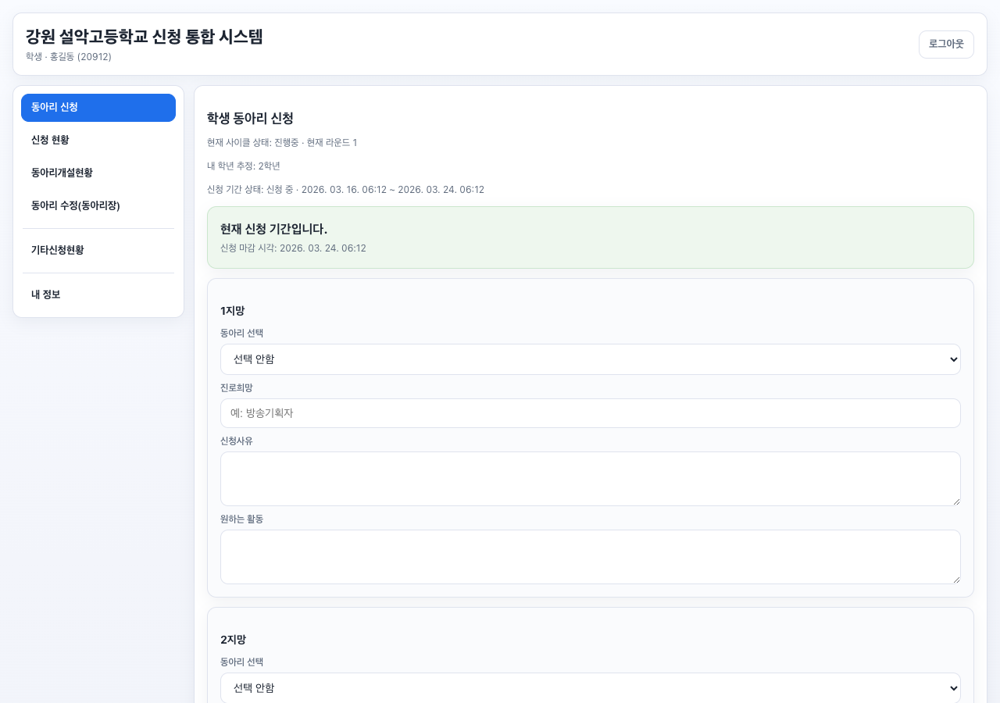 강원 설악고등학교 신청 통합 시스템
학생 · 홍길동 (20912)
로그아웃
동아리 신청
신청 현황
동아리개설현황
동아리 수정(동아리장)
기타신청현황
내 정보
학생 동아리 신청
현재 사이클 상태: 진행중 · 현재 라운드 1
내 학년 추정: 2학년
신청 기간 상태: 신청 중 · 2026. 03. 16. 06:12 ~ 2026. 03. 24. 06:12
현재 신청 기간입니다.
신청 마감 시각: 2026. 03. 24. 06:12
1지망
동아리 선택
선택 안함
진로희망
예: 방송기획자
신청사유
원하는 활동
2지망
동아리 선택
선택 안함